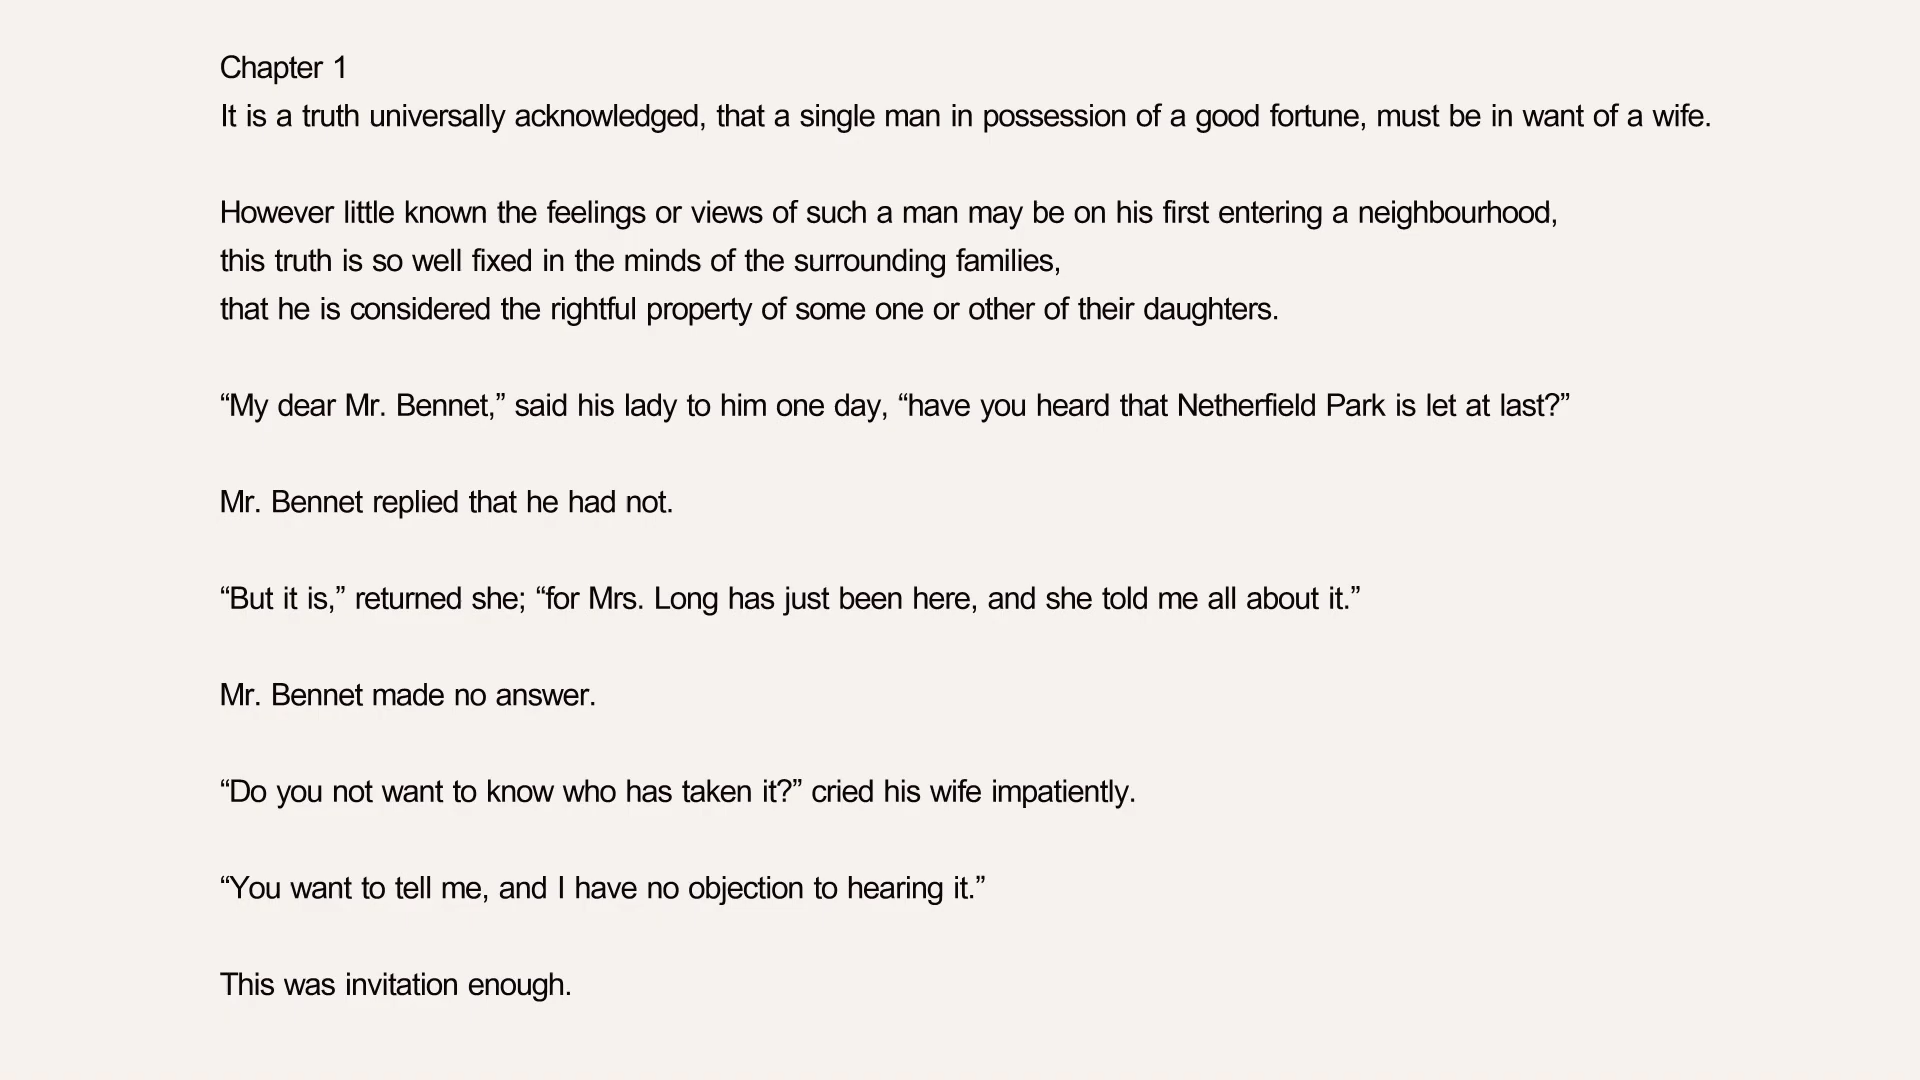 Chapter 1
It is a truth universally acknowledged, that a single man in possession of a good fortune, must be in want of a wife.
However little known the feelings or views of such a man may be on his first entering a neighbourhood,
this truth is so well fixed in the minds of the surrounding families,
that he is considered the rightful property of some one or other of their daughters.
“My dear Mr. Bennet,” said his lady to him one day, “have you heard that Netherfield Park is let at last?”
Mr. Bennet replied that he had not.
“But it is,” returned she; “for Mrs. Long has just been here, and she told me all about it.”
Mr. Bennet made no answer.
“Do you not want to know who has taken it?” cried his wife impatiently.
“You want to tell me, and I have no objection to hearing it.”
This was invitation enough.